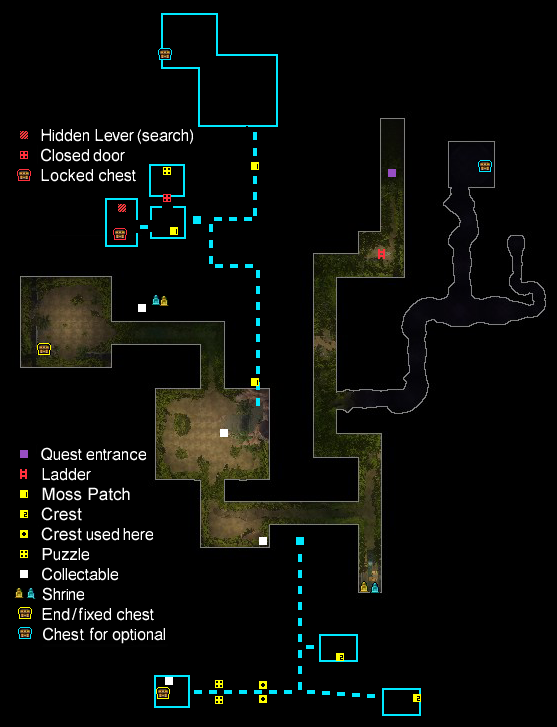 Hidden Lever (search)
Closed door
Locked chest
Quest entrance
Ladder
Moss Patch
Crest
Crest used here
Puzzle
Collectable
Shrine
End/fixed chest
Chest for optional